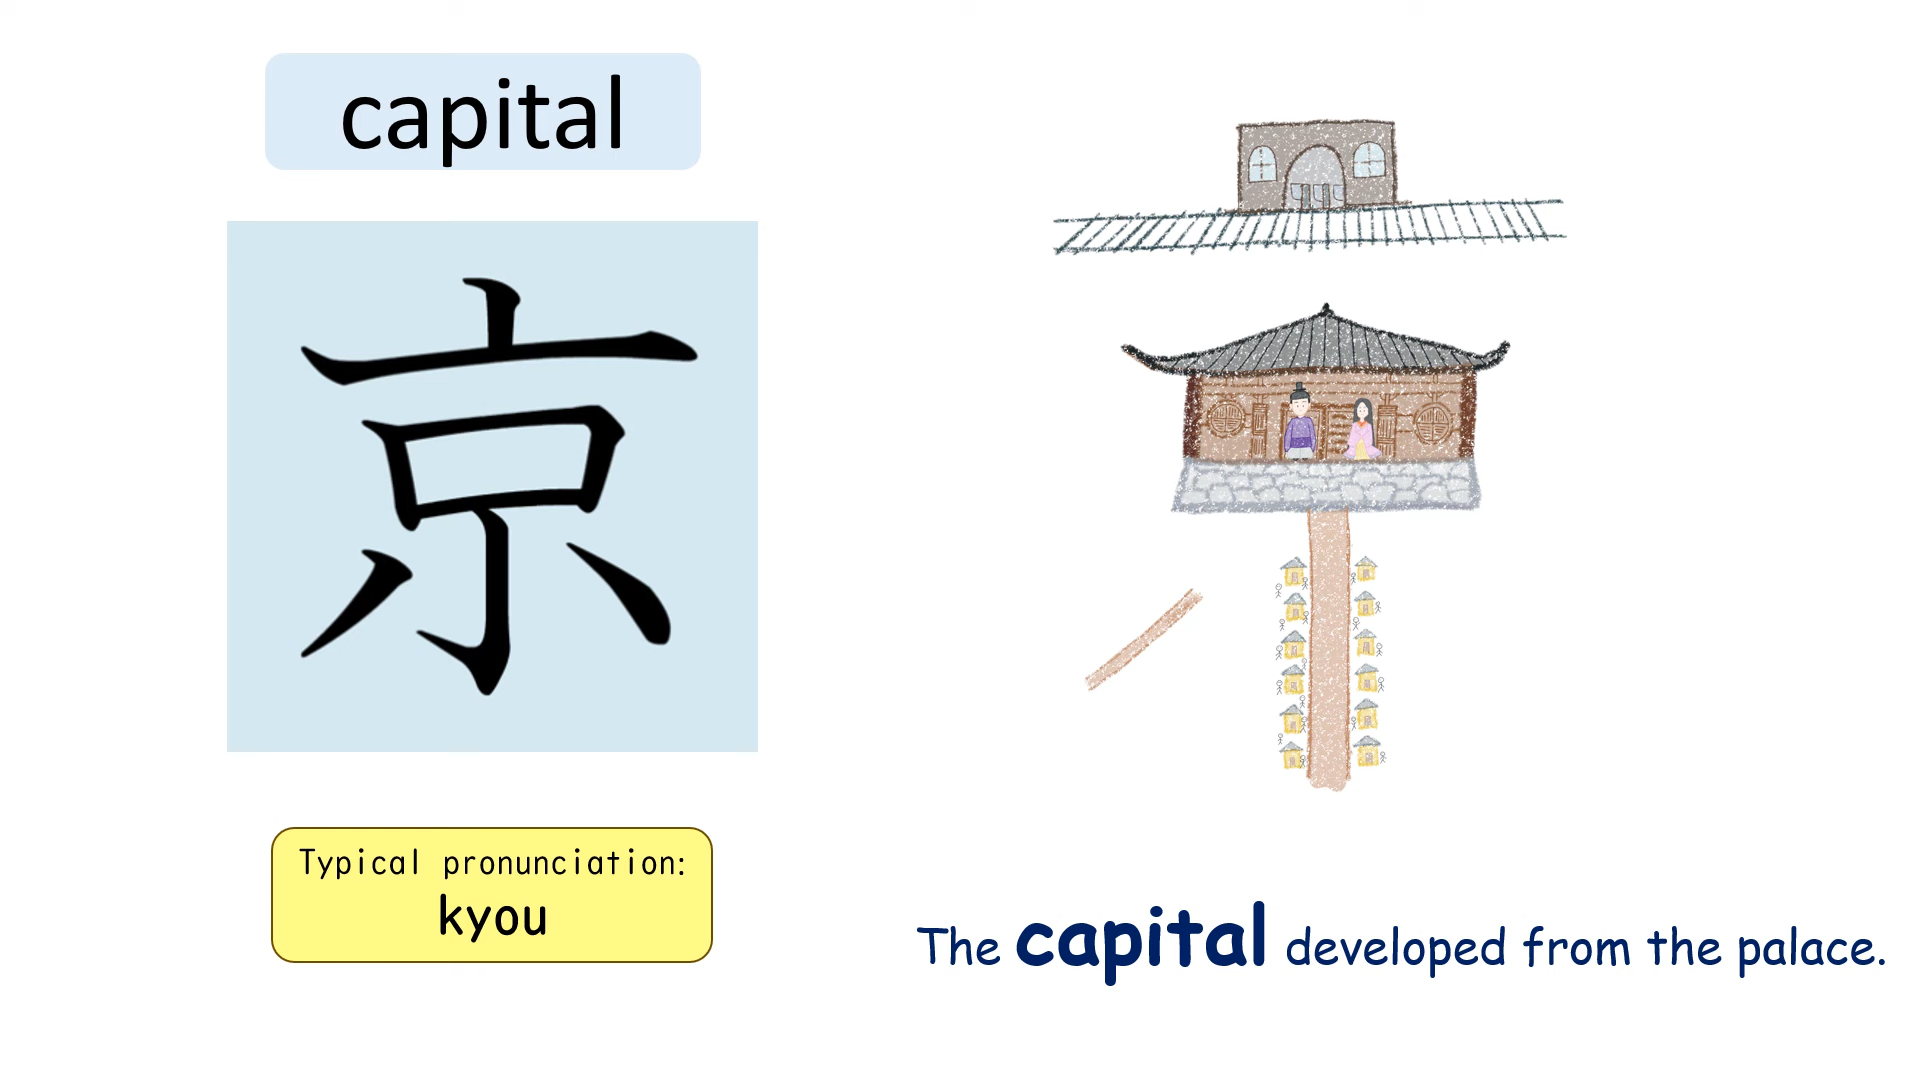 capital
京
Typical pronunciation:
kyou
The capital developed from the palace.